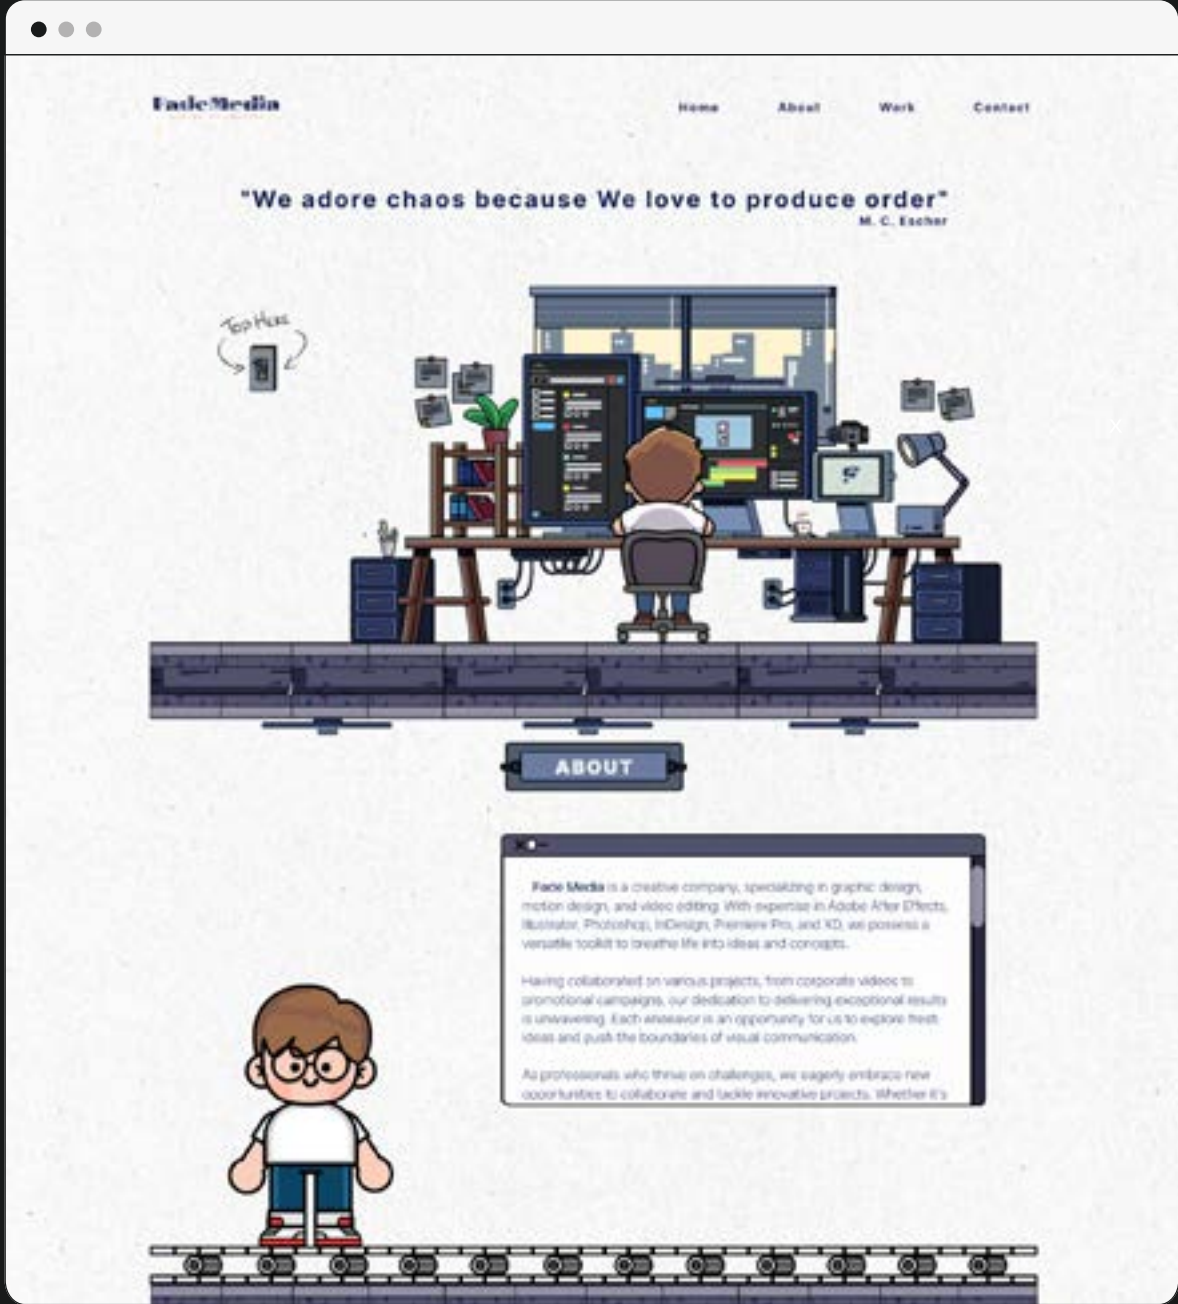 FadeMedia
Home About Work Contact
"We adore chaos because We love to produce order"
M. C. Escher
Tap Here
ABOUT
Fade Media is a creative company, specializing in graphic design,
motion design, and video editing. With expertise in Adobe After Effects,
Illustrator, Photoshop, InDesign, Premiere Pro, and XD, we possess a
versatile toolkit to breathe life into ideas and concepts.
Having collaborated on various projects, from corporate videos to
promotional campaigns, our dedication to delivering exceptional results
is unwavering. Each endeavor is an opportunity for us to explore fresh
ideas and push the boundaries of visual communication.
As professionals who thrive on challenges, we eagerly embrace new
opportunities to collaborate and tackle innovative projects. Whether it's